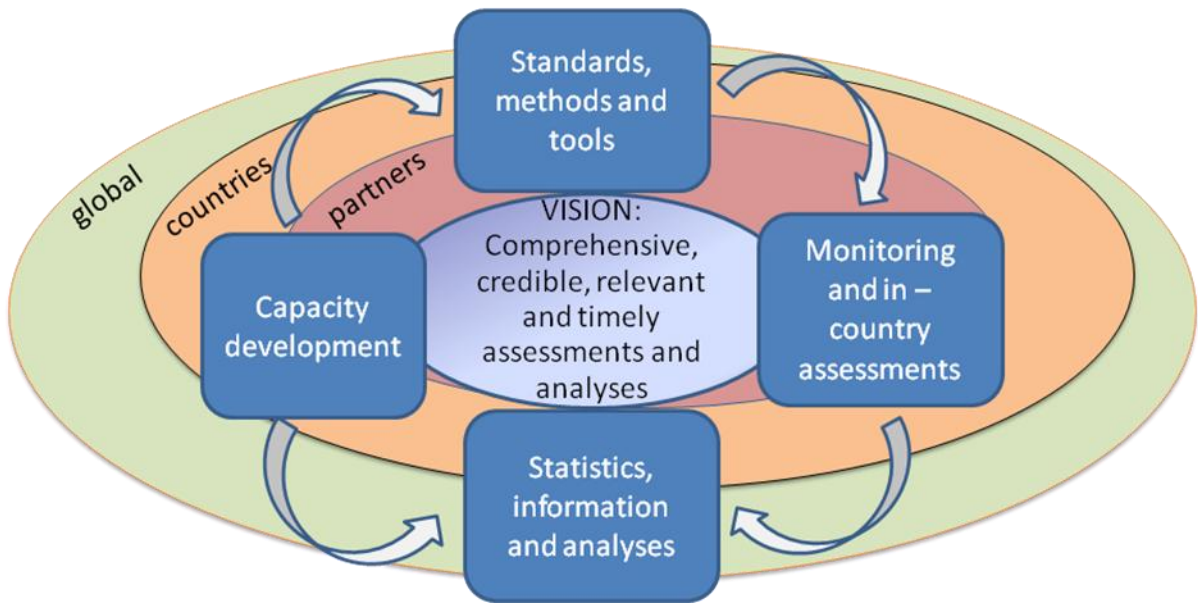 Standards,
methods and
tools
global
countries
partners
VISION:
Comprehensive,
credible, relevant
and timely
assessments and
analyses
Capacity
development
Monitoring
and in –
country
assessments
Statistics,
information
and analyses